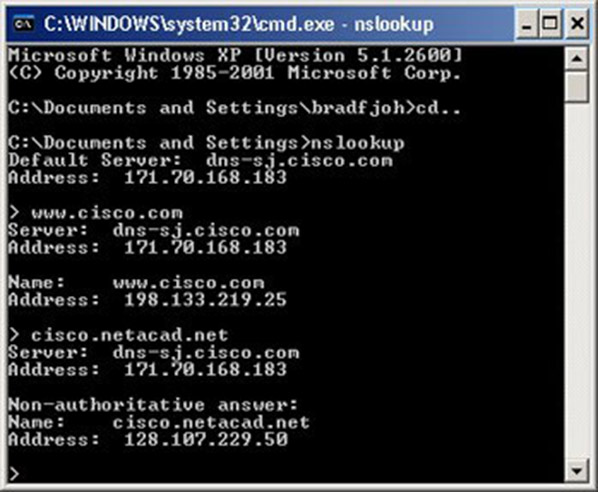 C:\WINDOWS\system32\cmd.exe - nslookup
Microsoft Windows XP [Version 5.1.2600]
(C) Copyright 1985-2001 Microsoft Corp.
C:\Documents and Settings\bradfjoh>cd..
C:\Documents and Settings>nslookup
Default Server:  dns-sj.cisco.com
Address:  171.70.168.183
> www.cisco.com
Server:  dns-sj.cisco.com
Address:  171.70.168.183
Name:    www.cisco.com
Address:  198.133.219.25
> cisco.netacad.net
Server:  dns-sj.cisco.com
Address:  171.70.168.183
Non-authoritative answer:
Name:    cisco.netacad.net
Address:  128.107.229.50
>